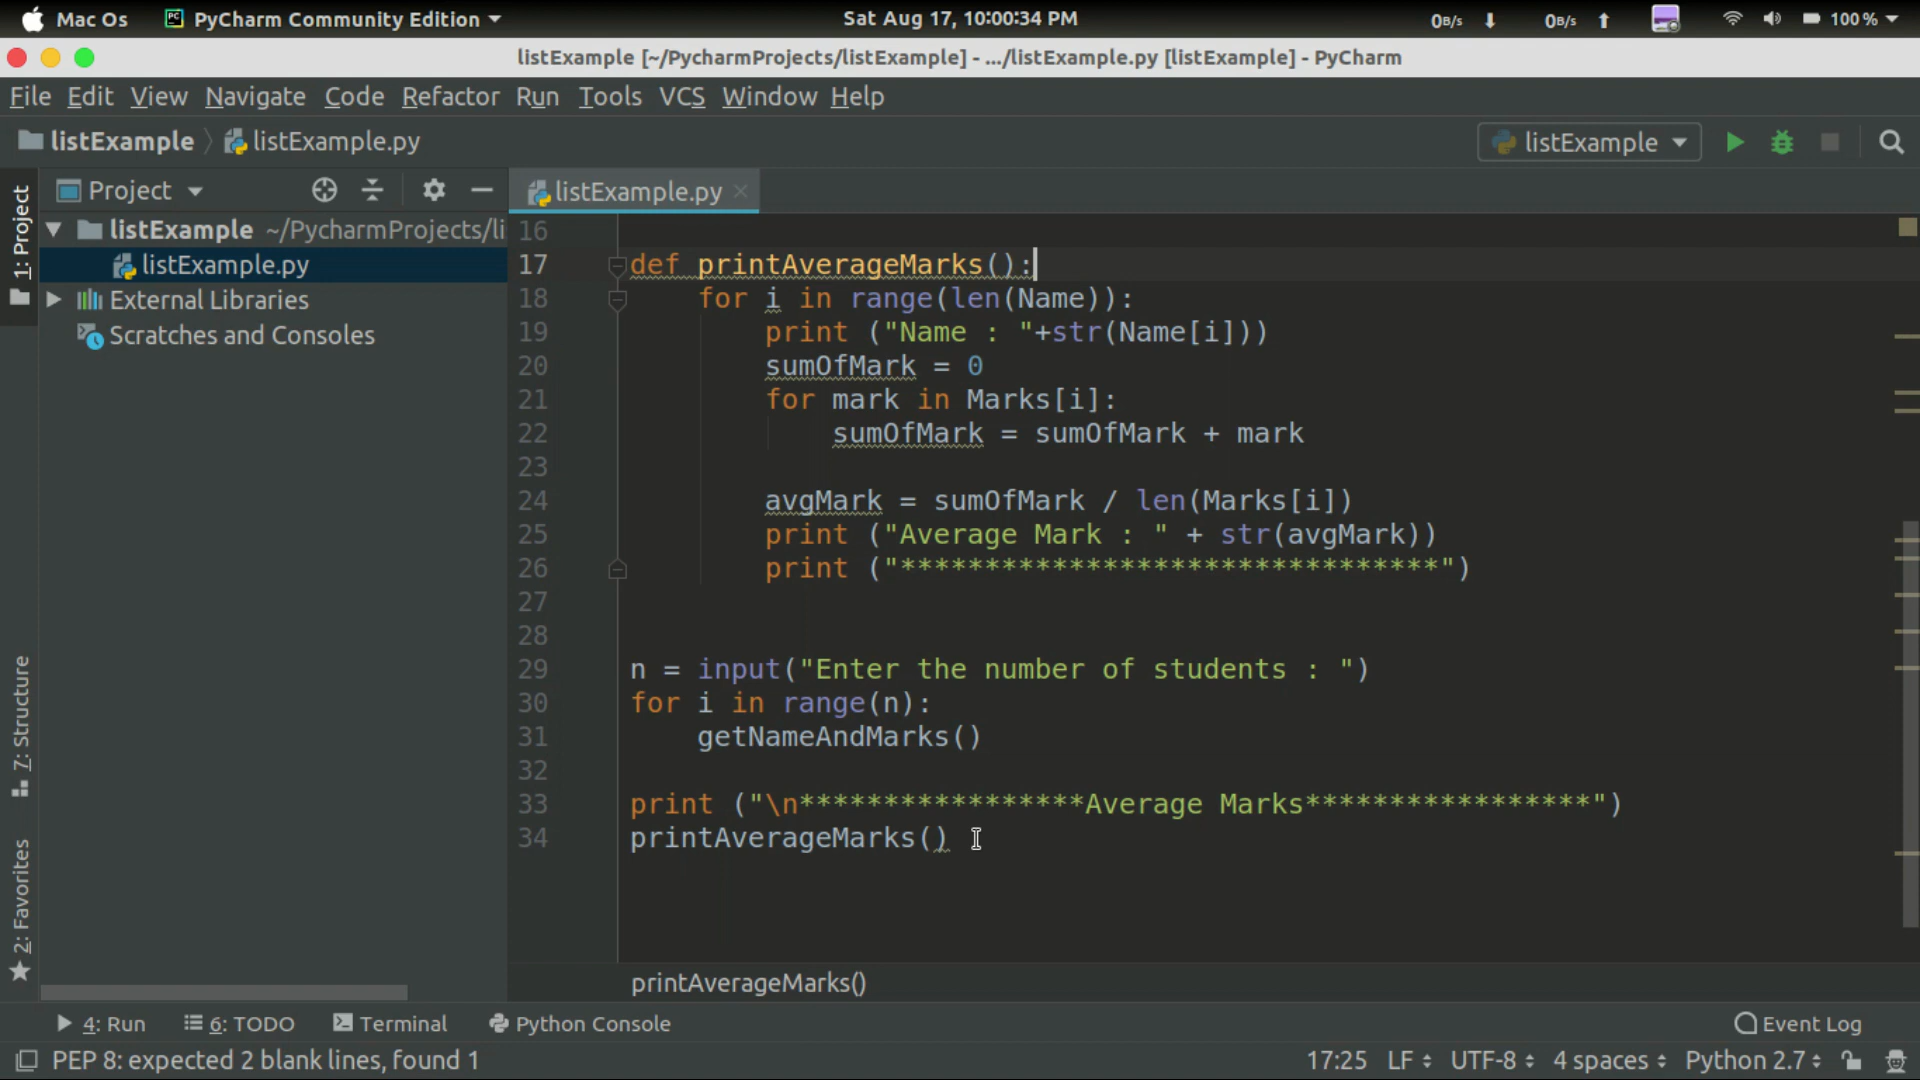 Mac Os PyCharm Community Edition Sat Aug 17, 10:00:34 PM 0B/s 0B/s 100 %
listExample [~/PycharmProjects/listExample] - .../listExample.py [listExample] - PyCharm
File Edit View Navigate Code Refactor Run Tools VCS Window Help
listExample listExample.py listExample
1: Project
Project
listExample ~/PycharmProjects/li
listExample.py
External Libraries
Scratches and Consoles
7: Structure
2: Favorites
listExample.py
16
17 def printAverageMarks():
18 for i in range(len(Name)):
19 print ("Name : "+str(Name[i]))
20 sumOfMark = 0
21 for mark in Marks[i]:
22 sumOfMark = sumOfMark + mark
23
24 avgMark = sumOfMark / len(Marks[i])
25 print ("Average Mark : " + str(avgMark))
26 print ("********************************")
27
28
29 n = input("Enter the number of students : ")
30 for i in range(n):
31 getNameAndMarks()
32
33 print ("\n*****************Average Marks*****************")
34 printAverageMarks()
printAverageMarks()
4: Run 6: TODO Terminal Python Console Event Log
PEP 8: expected 2 blank lines, found 1 17:25 LF UTF-8 4 spaces Python 2.7